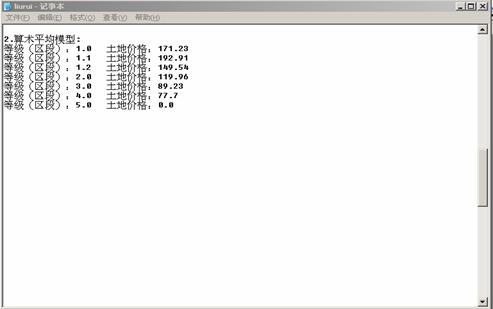 liurui - 记事本
文件(F) 编辑(E) 格式(O) 查看(V) 帮助(H)
2.算术平均模型:
等级（区段）：1.0 土地价格：171.23
等级（区段）：1.1 土地价格：192.91
等级（区段）：1.2 土地价格：149.54
等级（区段）：2.0 土地价格：119.96
等级（区段）：3.0 土地价格：89.23
等级（区段）：4.0 土地价格：77.7
等级（区段）：5.0 土地价格：0.0